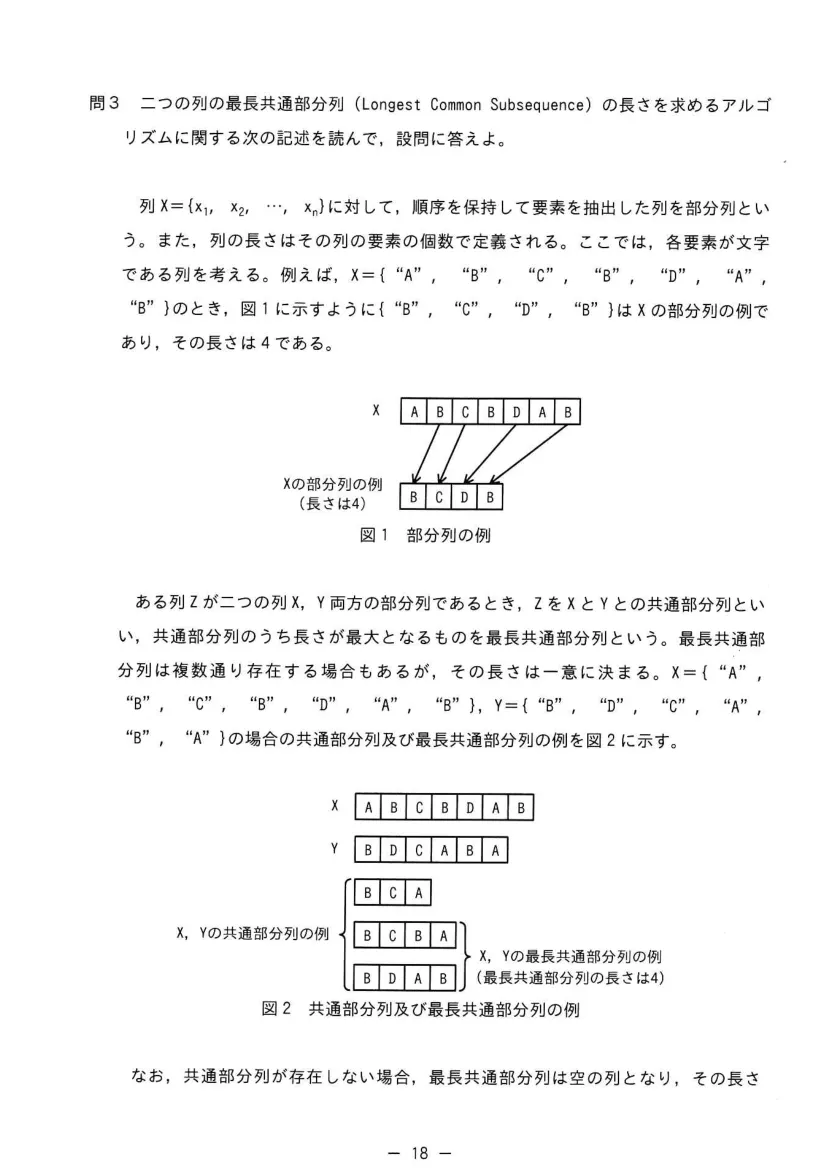 問3 二つの列の最長共通部分列（Longest Common Subsequence）の長さを求めるアルゴ
リズムに関する次の記述を読んで，設問に答えよ。
列X＝{x₁, x₂, …, xₙ}に対して，順序を保持して要素を抽出した列を部分列とい
う。また，列の長さはその列の要素の個数で定義される。ここでは，各要素が文字
である列を考える。例えば，X＝{ “A”, “B”, “C”, “B”, “D”, “A”,
“B” }のとき，図1に示すように{ “B”, “C”, “D”, “B” }はXの部分列の例で
あり，その長さは4である。
X A B C B D A B
Xの部分列の例
（長さは4）
B C D B
図1 部分列の例
ある列Zが二つの列X，Y両方の部分列であるとき，ZをXとYとの共通部分列とい
い，共通部分列のうち長さが最大となるものを最長共通部分列という。最長共通部
分列は複数通り存在する場合もあるが，その長さは一意に決まる。X＝{ “A”,
“B”, “C”, “B”, “D”, “A”, “B” }，Y＝{ “B”, “D”, “C”, “A”,
“B”, “A” }の場合の共通部分列及び最長共通部分列の例を図2に示す。
X A B C B D A B
Y B D C A B A
B C A
X，Yの共通部分列の例
B C B A
X，Yの最長共通部分列の例
（最長共通部分列の長さは4）
B D A B
図2 共通部分列及び最長共通部分列の例
なお，共通部分列が存在しない場合，最長共通部分列は空の列となり，その長さ
― 18 ―